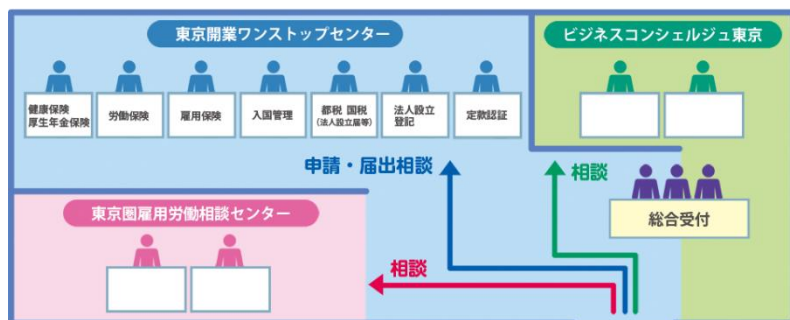 東京開業ワンストップセンター
ビジネスコンシェルジュ東京
健康保険
厚生年金保険
労働保険
雇用保険
入国管理
都税 国税
(法人設立届等)
法人設立
登記
定款認証
申請・届出相談
相談
総合受付
東京圏雇用労働相談センター
相談